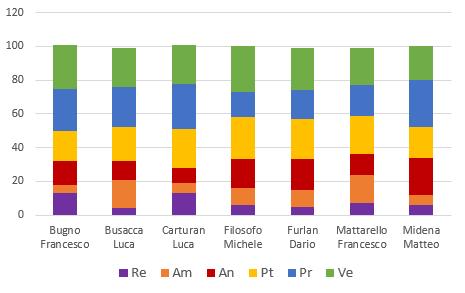 120
100
80
60
40
20
0
Bugno Francesco
Busacca Luca
Carturan Luca
Filosofo Michele
Furlan Dario
Mattarello Francesco
Midena Matteo
Re Am An Pt Pr Ve